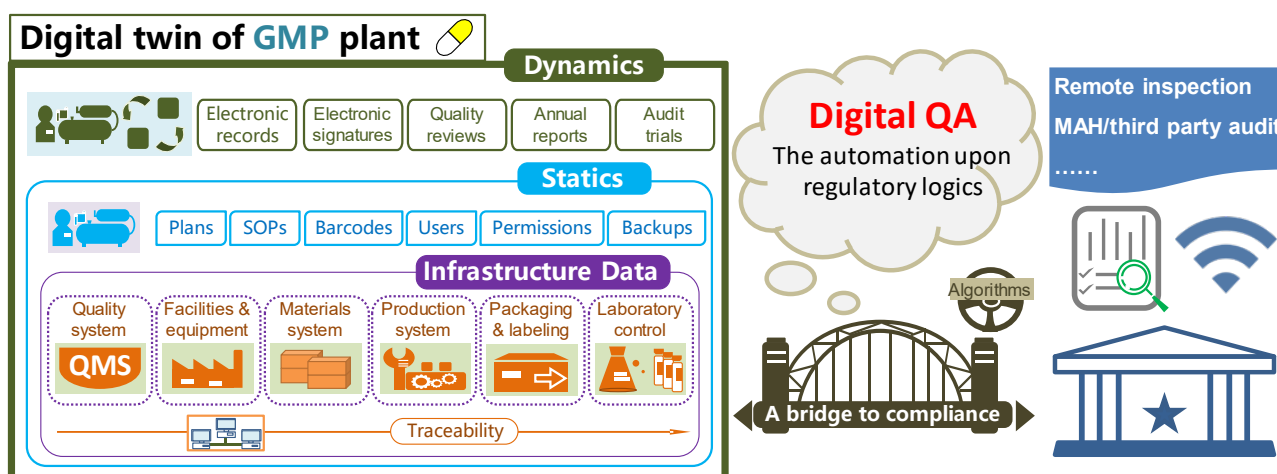 Digital twin of GMP plant
Dynamics
Electronic
records
Electronic
signatures
Quality
reviews
Annual
reports
Audit
trials
Statics
Plans
SOPs
Barcodes
Users
Permissions
Backups
Infrastructure Data
Quality
system
Facilities &
equipment
Materials
system
Production
system
Packaging
& labeling
Laboratory
control
QMS
Traceability
Digital QA
The automation upon
regulatory logics
Algorithms
A bridge to compliance
Remote inspection
MAH/third party audit
......